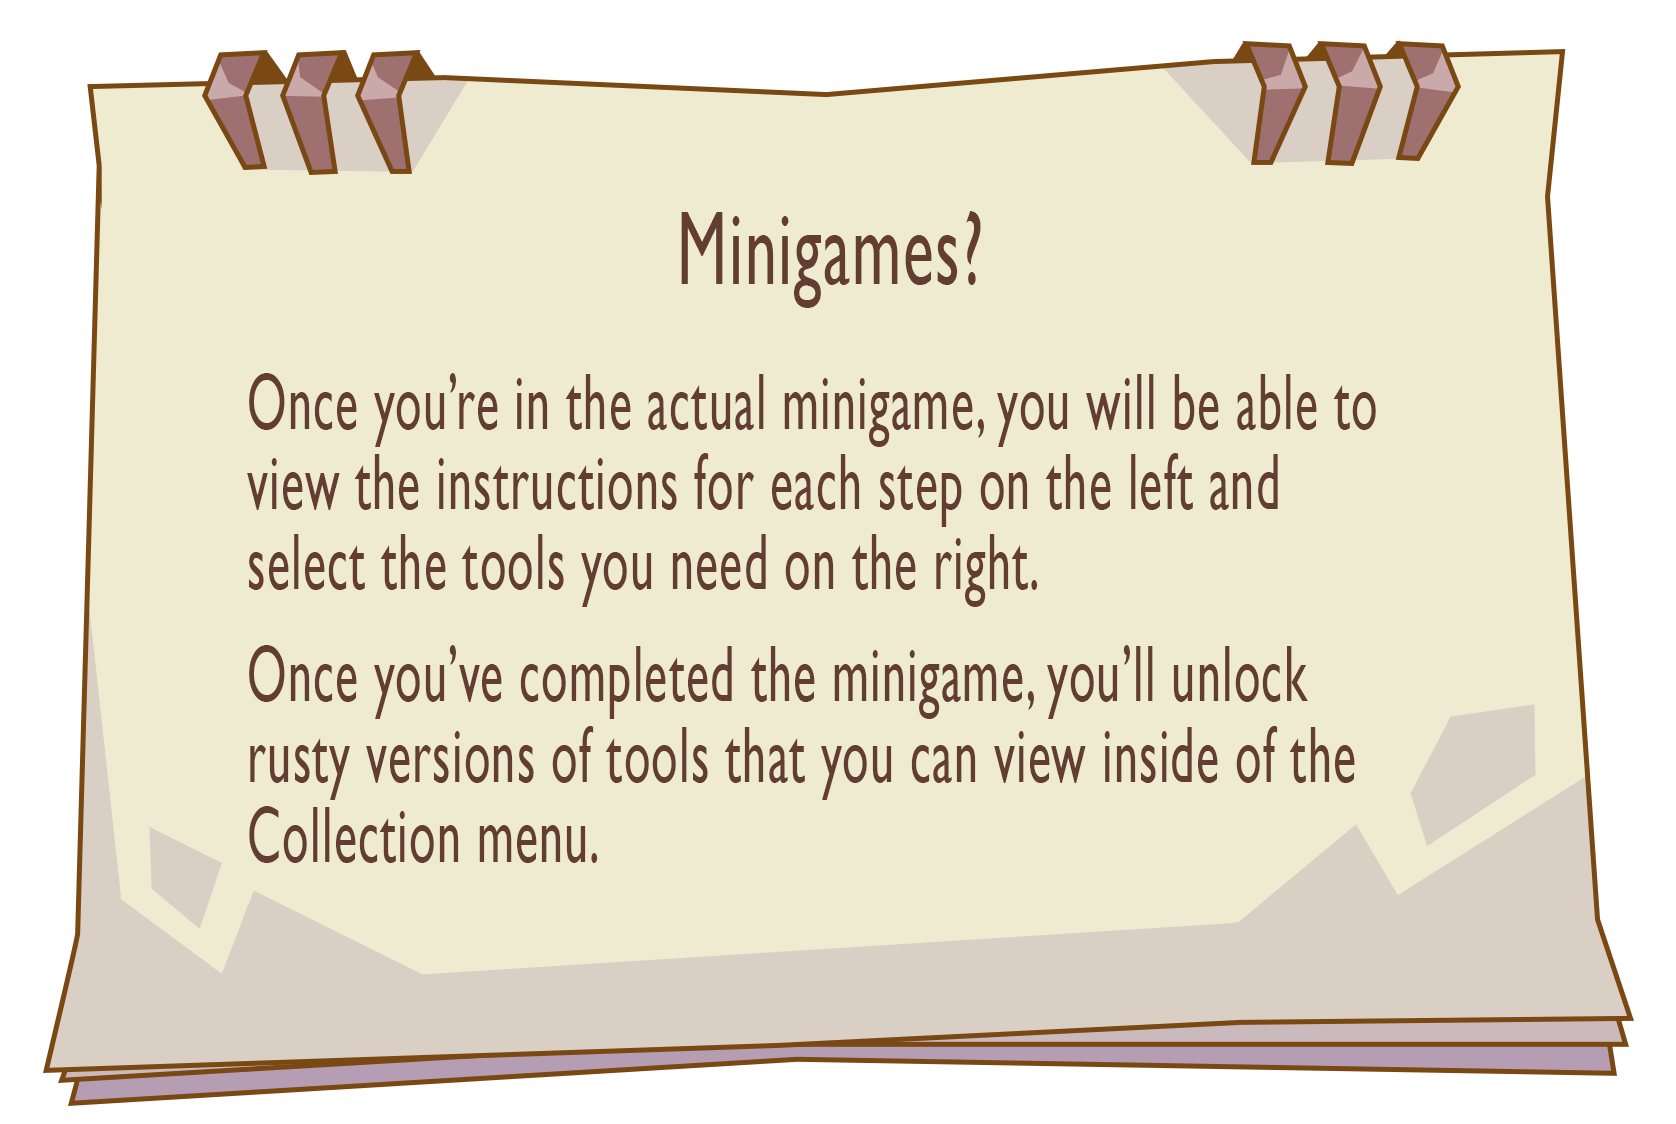 Minigames?
Once you’re in the actual minigame, you will be able to
view the instructions for each step on the left and
select the tools you need on the right.
Once you’ve completed the minigame, you’ll unlock
rusty versions of tools that you can view inside of the
Collection menu.